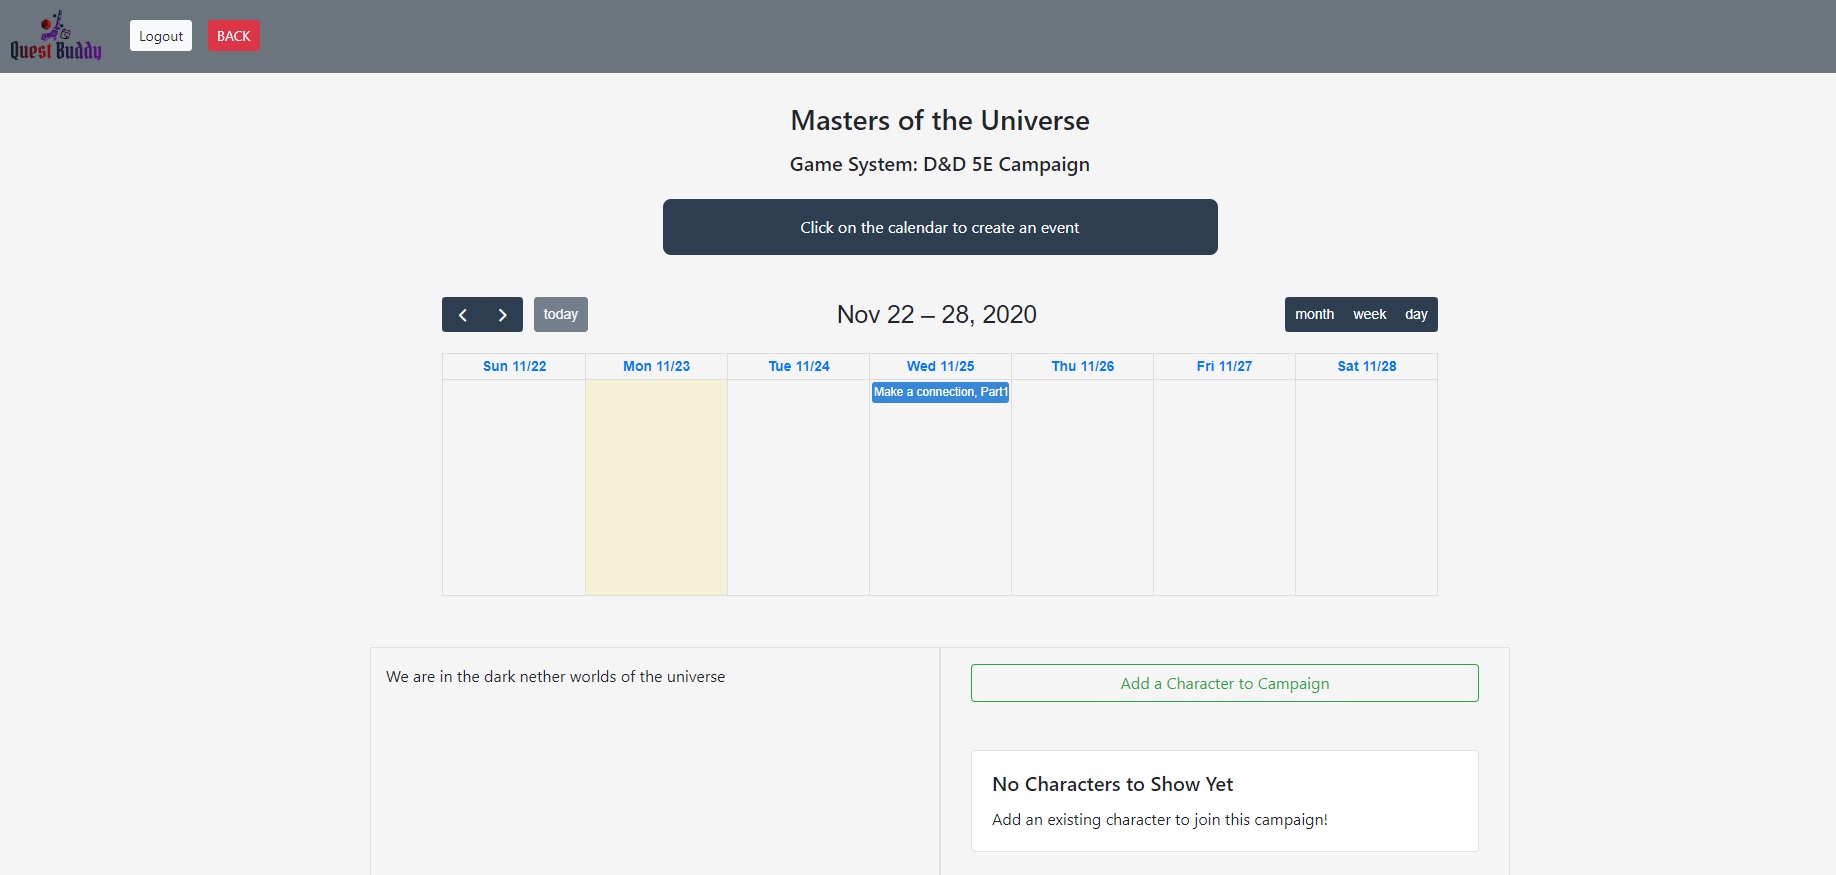 Quest Buddy
Logout
BACK
Masters of the Universe
Game System: D&D 5E Campaign
Click on the calendar to create an event
today
Nov 22 – 28, 2020
month week day
Sun 11/22 Mon 11/23 Tue 11/24 Wed 11/25 Thu 11/26 Fri 11/27 Sat 11/28
Make a connection, Part1
We are in the dark nether worlds of the universe
Add a Character to Campaign
No Characters to Show Yet
Add an existing character to join this campaign!